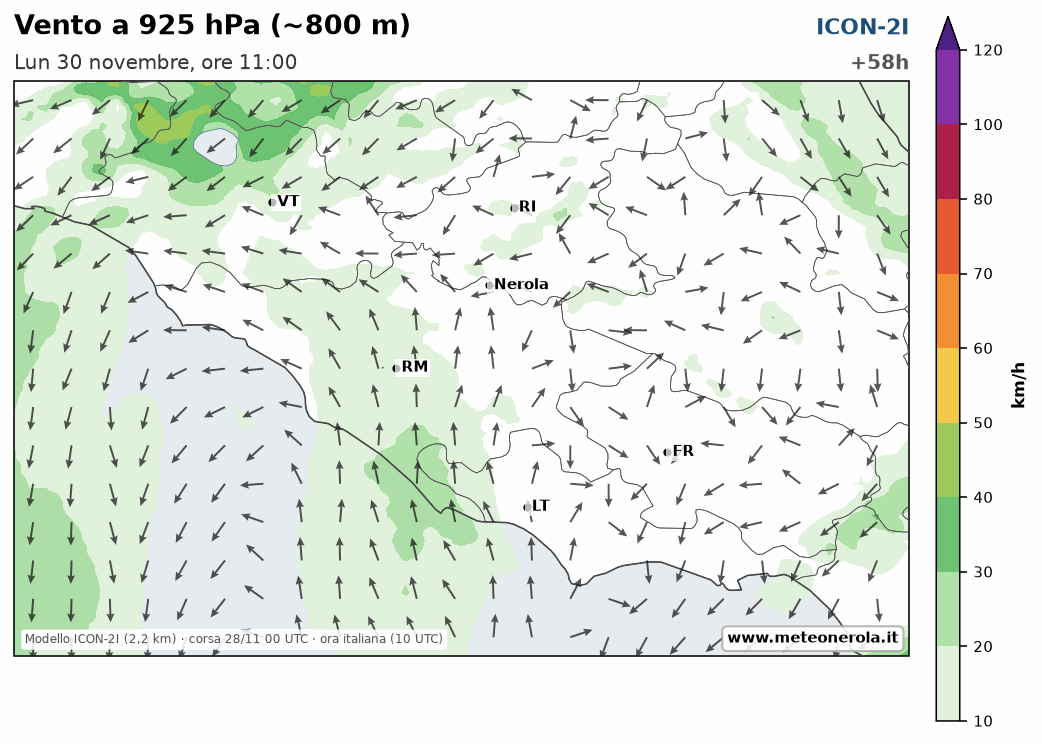 Vento a 925 hPa (~800 m)
ICON-2I
Lun 30 novembre, ore 11:00
+58h
VT
RI
Nerola
RM
FR
LT
120
100
80
70
60
50
40
30
20
10
km/h
Modello ICON-2I (2,2 km) · corsa 28/11 00 UTC · ora italiana (10 UTC)
www.meteonerola.it